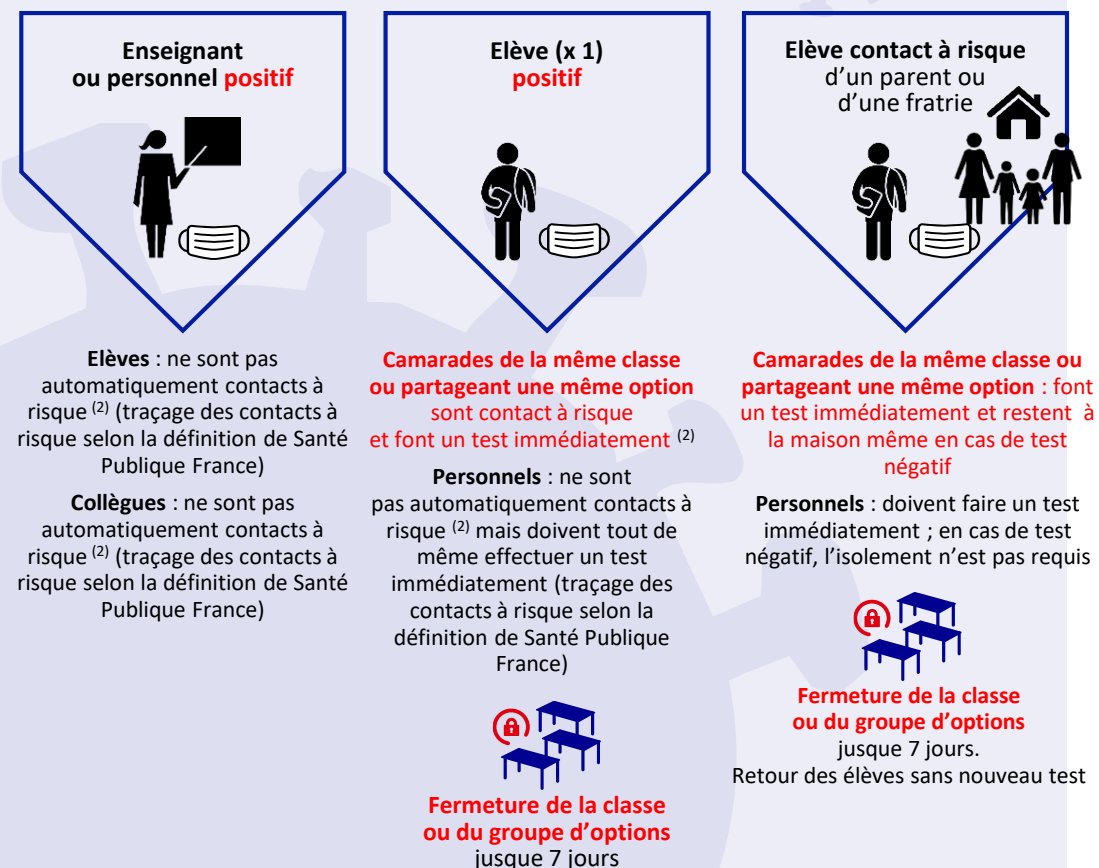 Enseignant
ou personnel positif
Elèves : ne sont pas
automatiquement contacts à
risque (2) (traçage des contacts à
risque selon la définition de Santé
Publique France)
Collègues : ne sont pas
automatiquement contacts à
risque (2) (traçage des contacts à
risque selon la définition de Santé
Publique France)
Elève (x 1)
positif
Camarades de la même classe
ou partageant une même option
sont contact à risque
et font un test immédiatement (2)
Personnels : ne sont
pas automatiquement contacts à
risque (2) mais doivent tout de
même effectuer un test
immédiatement (traçage des
contacts à risque selon la
définition de Santé Publique
France)
Fermeture de la classe
ou du groupe d'options
jusque 7 jours
Elève contact à risque
d'un parent ou
d'une fratrie
Camarades de la même classe ou
partageant une même option : font
un test immédiatement et restent à
la maison même en cas de test
négatif
Personnels : doivent faire un test
immédiatement ; en cas de test
négatif, l'isolement n'est pas requis
Fermeture de la classe
ou du groupe d'options
jusque 7 jours.
Retour des élèves sans nouveau test